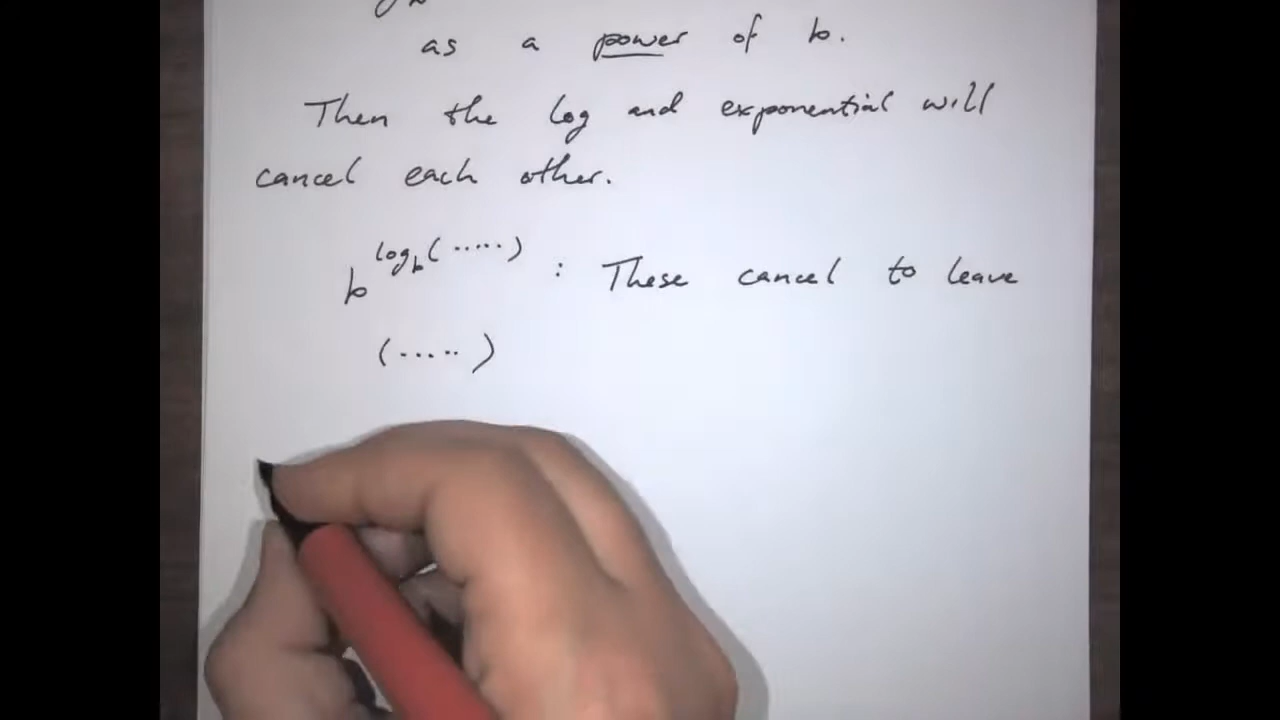 as a power of b.
Then the log and exponential will
cancel each other.
b^log_b(.....) : These cancel to leave
(.....)